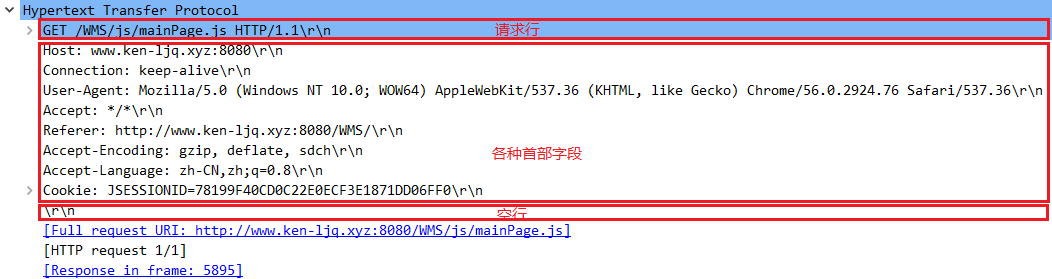 Hypertext Transfer Protocol
GET /WMS/js/mainPage.js HTTP/1.1\r\n 请求行
Host: www.ken-ljq.xyz:8080\r\n
Connection: keep-alive\r\n
User-Agent: Mozilla/5.0 (Windows NT 10.0; WOW64) AppleWebKit/537.36 (KHTML, like Gecko) Chrome/56.0.2924.76 Safari/537.36\r\n
Accept: */*\r\n
Referer: http://www.ken-ljq.xyz:8080/WMS/\r\n
Accept-Encoding: gzip, deflate, sdch\r\n 各种首部字段
Accept-Language: zh-CN,zh;q=0.8\r\n
Cookie: JSESSIONID=78199F40CD0C22E0ECF3E1871DD06FF0\r\n
\r\n 空行
[Full request URI: http://www.ken-ljq.xyz:8080/WMS/js/mainPage.js]
[HTTP request 1/1]
[Response in frame: 5895]